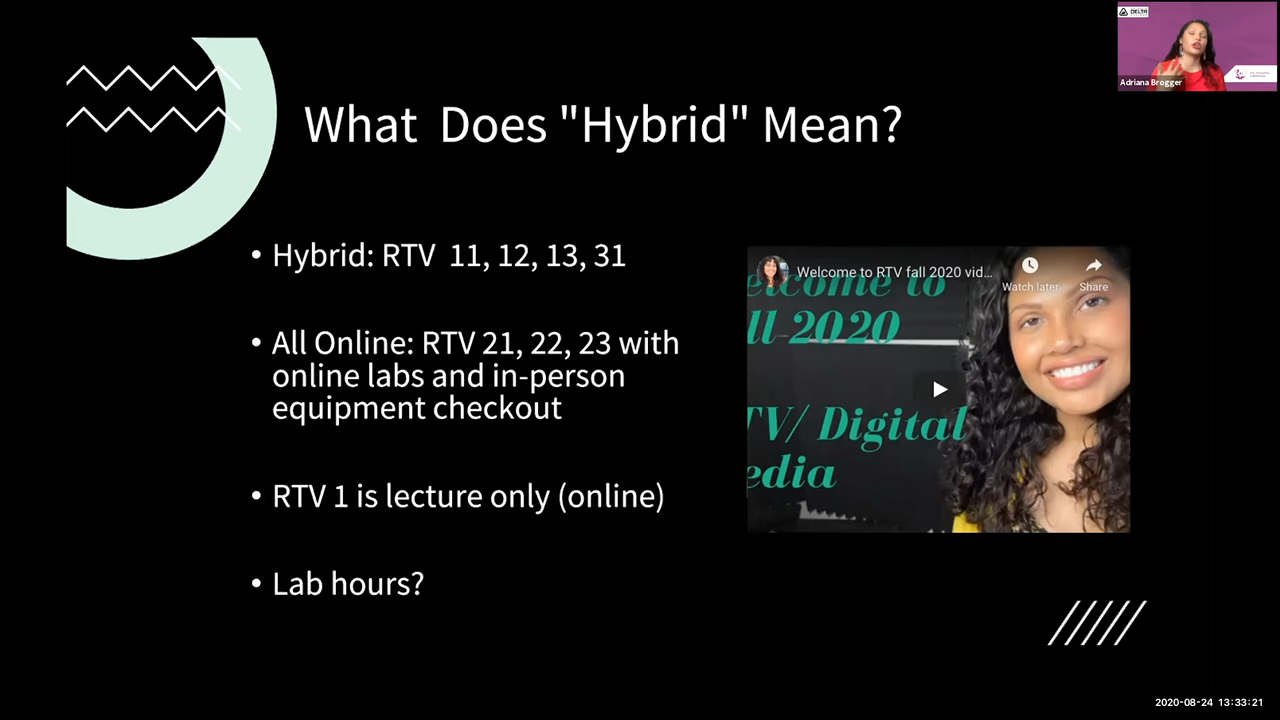 DELTA
Adriana Brogger
What Does "Hybrid" Mean?
• Hybrid: RTV 11, 12, 13, 31
• All Online: RTV 21, 22, 23 with
online labs and in-person
equipment checkout
• RTV 1 is lecture only (online)
• Lab hours?
Welcome to RTV fall 2020 vid...
Watch later
Share
elcome to
ll 2020
TV/ Digital
edia
2020-08-24 13:33:21